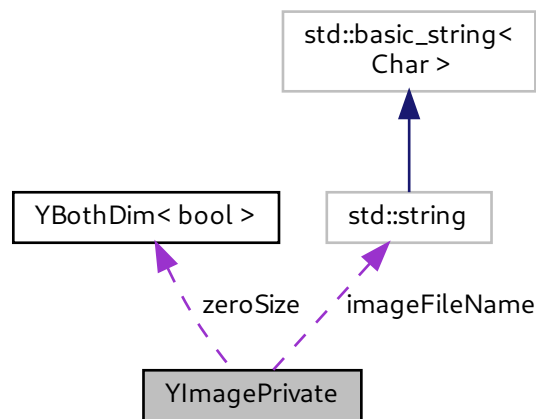 std::basic_string<
Char >
YBothDim< bool >
std::string
zeroSize
imageFileName
YImagePrivate